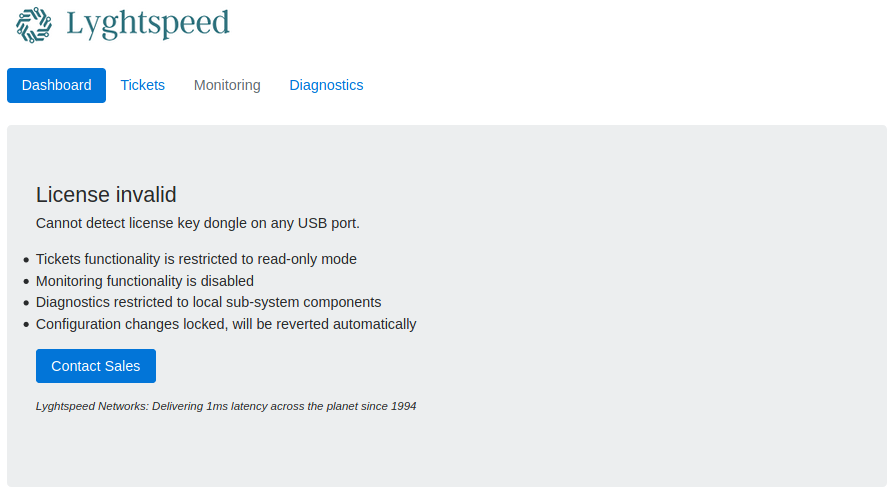 Lyghtspeed
Dashboard Tickets Monitoring Diagnostics
License invalid
Cannot detect license key dongle on any USB port.
Tickets functionality is restricted to read-only mode
Monitoring functionality is disabled
Diagnostics restricted to local sub-system components
Configuration changes locked, will be reverted automatically
Contact Sales
Lyghtspeed Networks: Delivering 1ms latency across the planet since 1994